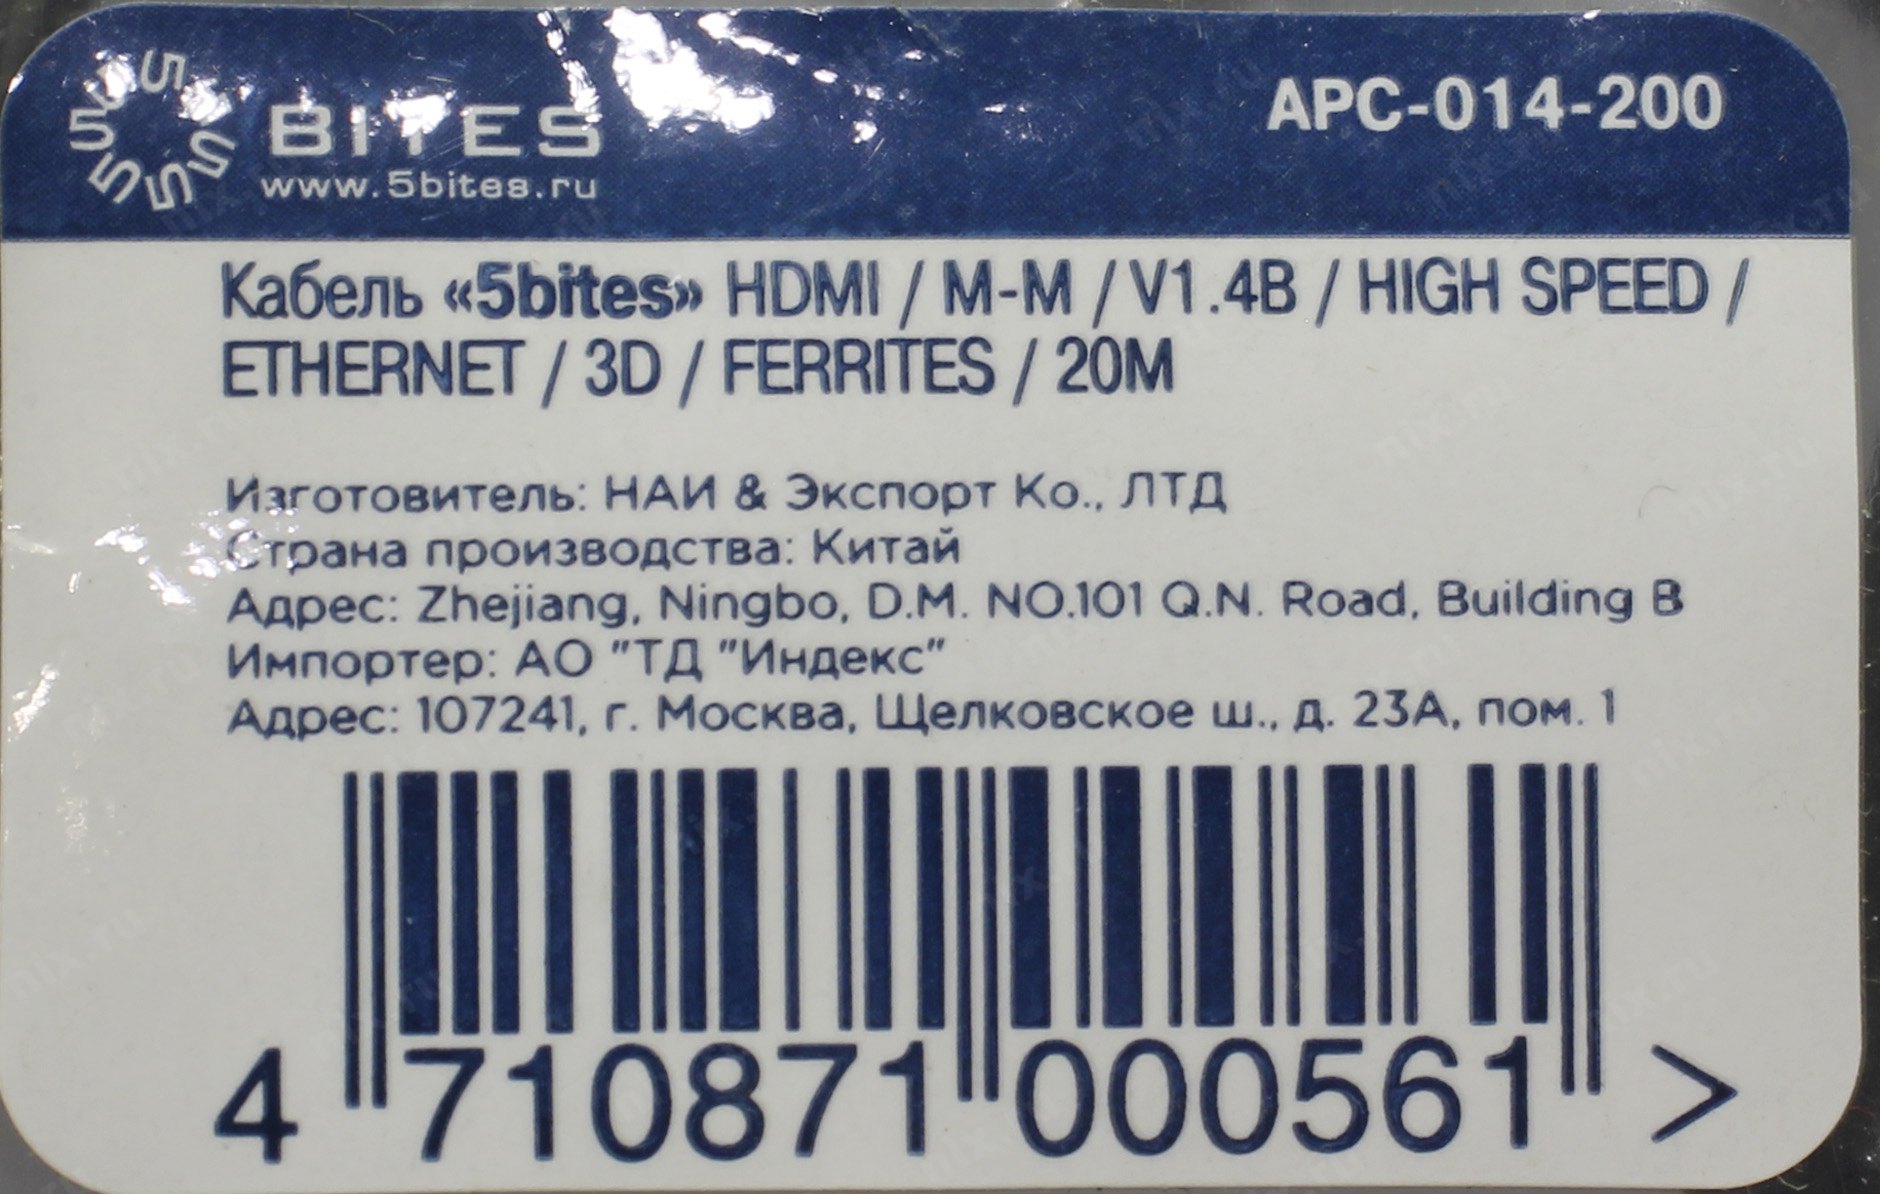 5 BITES
APC-014-200
www.5bites.ru
Кабель «5bites» HDMI / M-M / V1.4B / HIGH SPEED /
ETHERNET / 3D / FERRITES / 20M
Изготовитель: НАИ & Экспорт Ко., ЛТД
Страна производства: Китай
Адрес: Zhejiang, Ningbo, D.M. NO.101 Q.N. Road, Building B
Импортер: АО "ТД "Индекс"
Адрес: 107241, г. Москва, Щелковское ш., д. 23А, пом. 1
4 710871 000561 >